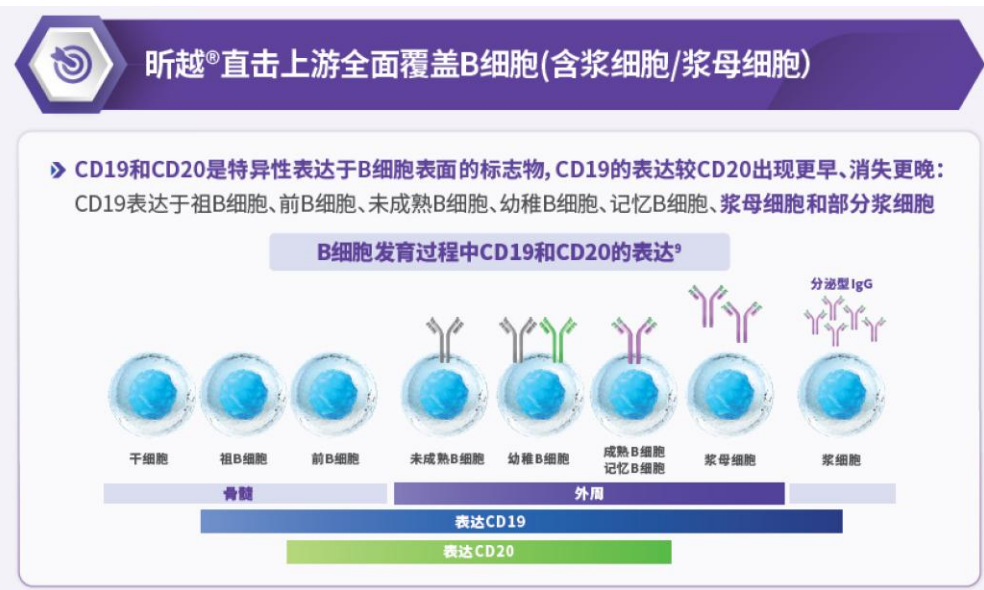 昕越®直击上游全面覆盖B细胞(含浆细胞/浆母细胞)
CD19和CD20是特异性表达于B细胞表面的标志物，CD19的表达较CD20出现更早、消失更晚：
CD19表达于祖B细胞、前B细胞、未成熟B细胞、幼稚B细胞、记忆B细胞、浆母细胞和部分浆细胞
B细胞发育过程中CD19和CD20的表达⁹
分泌型IgG
干细胞
祖B细胞
前B细胞
未成熟B细胞
幼稚B细胞
成熟B细胞
记忆B细胞
浆母细胞
浆细胞
骨髓
外周
表达CD19
表达CD20